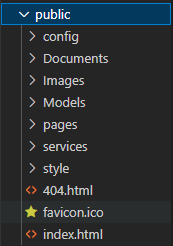 public
config
Documents
Images
Models
pages
services
style
404.html
favicon.ico
index.html